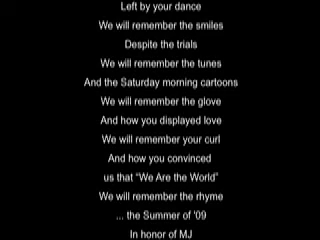 Left by your dance
We will remember the smiles
Despite the trials
We will remember the tunes
And the Saturday morning cartoons
We will remember the glove
And how you displayed love
We will remember your curl
And how you convinced
us that “We Are the World”
We will remember the rhyme
... the Summer of '09
In honor of MJ